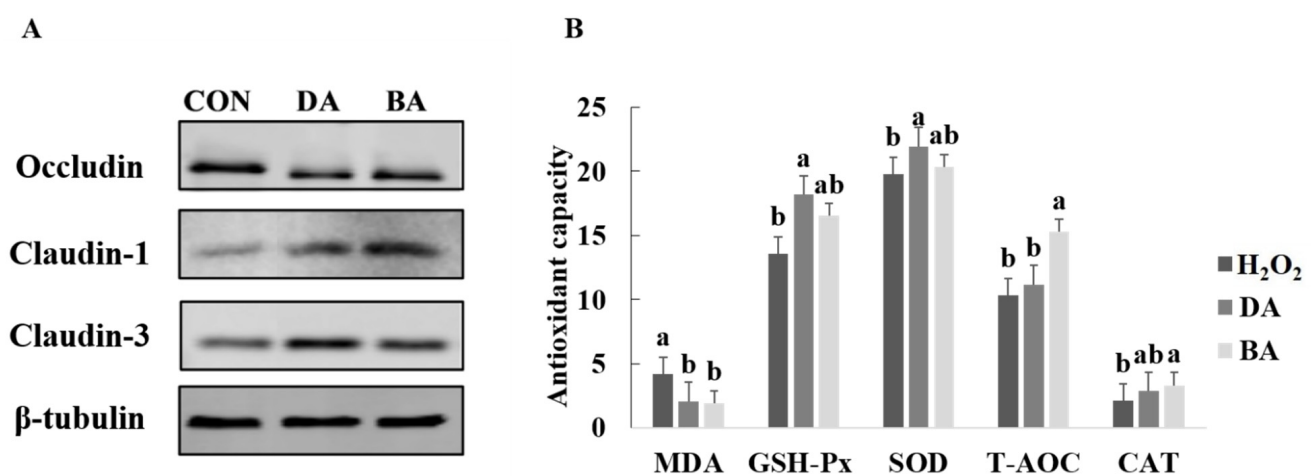 A
CON DA BA
Occludin
Claudin-1
Claudin-3
β-tubulin
B
Antioxidant capacity
25
20
15
10
5
0
a b b
b a ab
b a ab
b b a
b ab a
MDA GSH-Px SOD T-AOC CAT
H₂O₂
DA
BA